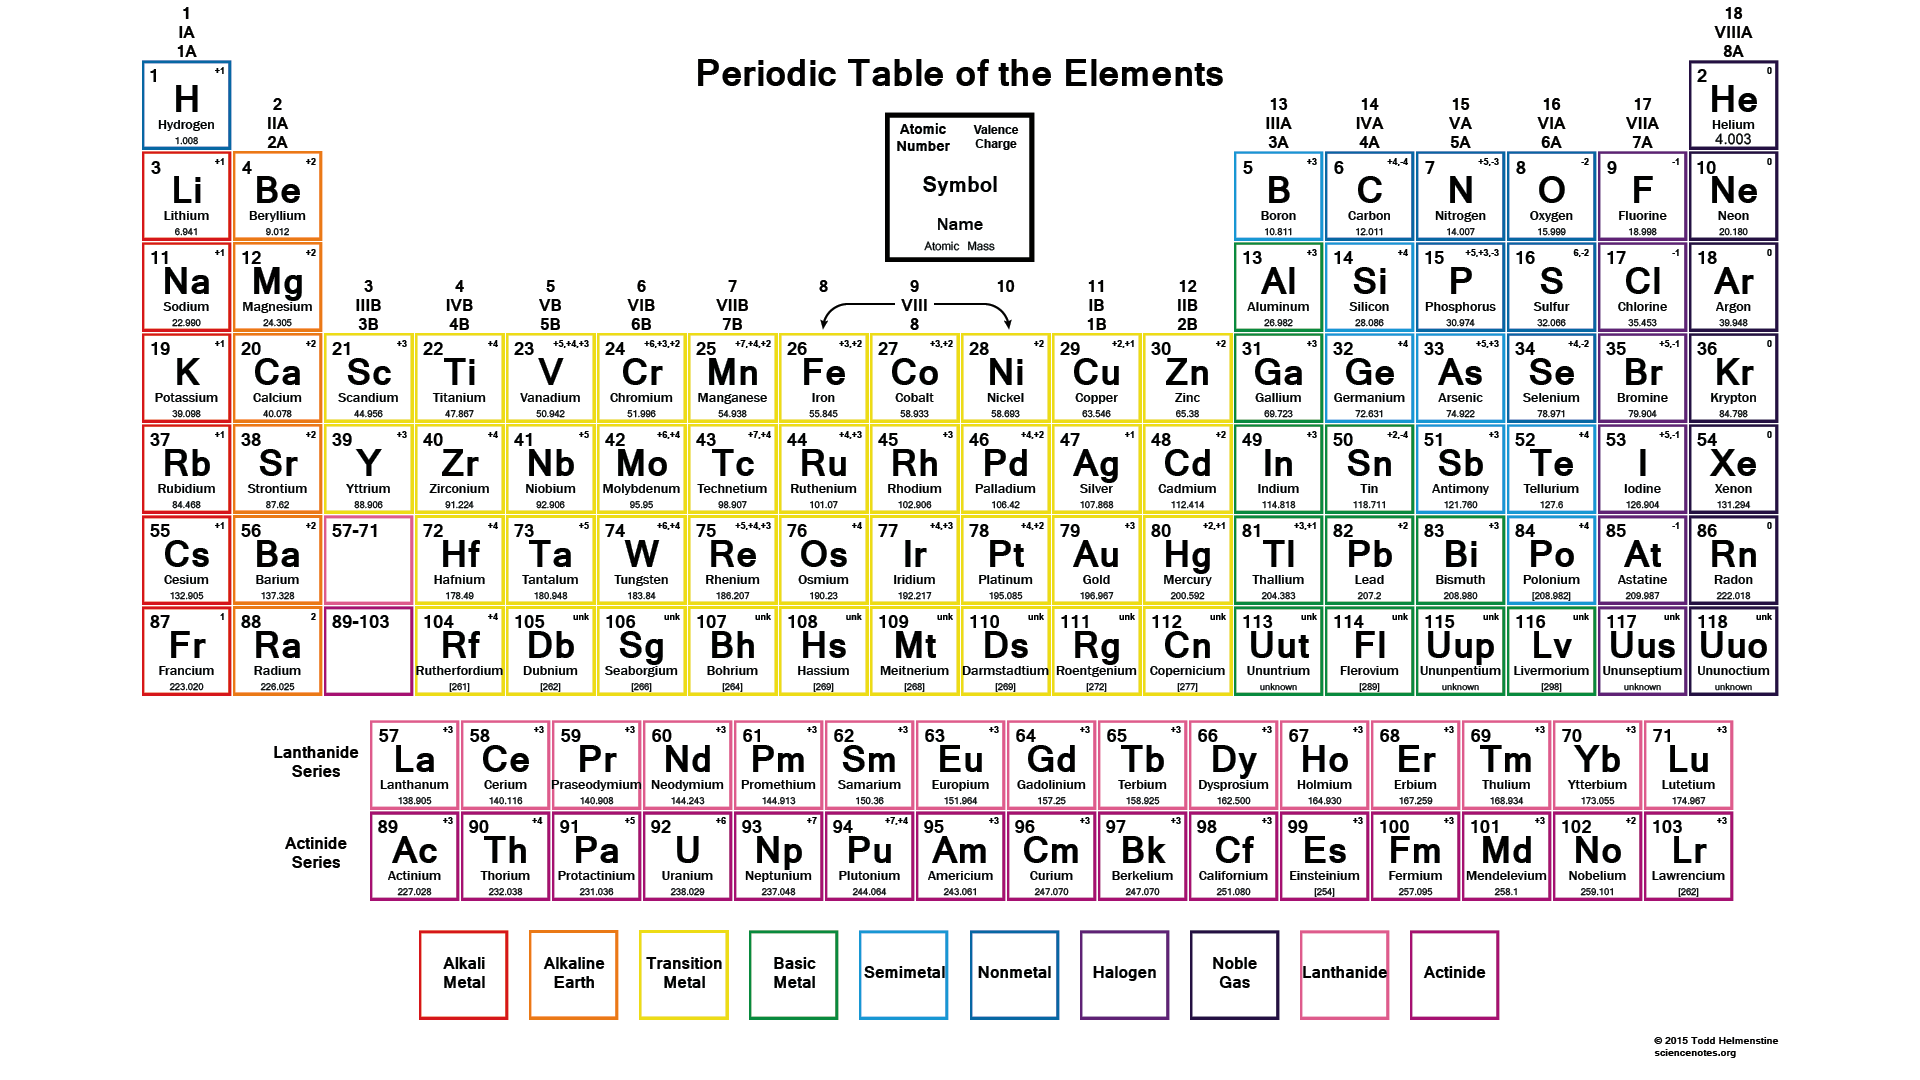 Periodic Table of the Elements
1
IA
1A
18
VIIIA
8A
1 +1
H
Hydrogen
1.008
2 0
He
Helium
4.003
2
IIA
2A
13
IIIA
3A
14
IVA
4A
15
VA
5A
16
VIA
6A
17
VIIA
7A
Atomic Number
Valence Charge
Symbol
Name
Atomic Mass
3 +1
Li
Lithium
6.941
4 +2
Be
Beryllium
9.012
5 +3
B
Boron
10.811
6 +4,-4
C
Carbon
12.011
7 +5,-3
N
Nitrogen
14.007
8 -2
O
Oxygen
15.999
9 -1
F
Fluorine
18.998
10 0
Ne
Neon
20.180
11 +1
Na
Sodium
22.990
12 +2
Mg
Magnesium
24.305
13 +3
Al
Aluminum
26.982
14 +4
Si
Silicon
28.086
15 +5,+3,-3
P
Phosphorus
30.974
16 6,-2
S
Sulfur
32.066
17 -1
Cl
Chlorine
35.453
18 0
Ar
Argon
39.948
3
IIIB
3B
4
IVB
4B
5
VB
5B
6
VIB
6B
7
VIIB
7B
8 9 10
VIII
8
11
IB
1B
12
IIB
2B
19 +1
K
Potassium
39.098
20 +2
Ca
Calcium
40.078
21 +3
Sc
Scandium
44.956
22 +4
Ti
Titanium
47.867
23 +5,+4,+3
V
Vanadium
50.942
24 +6,+3,+2
Cr
Chromium
51.996
25 +7,+4,+2
Mn
Manganese
54.938
26 +3,+2
Fe
Iron
55.845
27 +3,+2
Co
Cobalt
58.933
28 +2
Ni
Nickel
58.693
29 +2,+1
Cu
Copper
63.546
30 +2
Zn
Zinc
65.38
31 +3
Ga
Gallium
69.723
32 +4
Ge
Germanium
72.631
33 +5,+3
As
Arsenic
74.922
34 +4,-2
Se
Selenium
78.971
35 +5,-1
Br
Bromine
79.904
36 0
Kr
Krypton
84.798
37 +1
Rb
Rubidium
84.468
38 +2
Sr
Strontium
87.62
39 +3
Y
Yttrium
88.906
40 +4
Zr
Zirconium
91.224
41 +5
Nb
Niobium
92.906
42 +6,+4
Mo
Molybdenum
95.95
43 +7,+4
Tc
Technetium
98.907
44 +4,+3
Ru
Ruthenium
101.07
45 +3
Rh
Rhodium
102.906
46 +4,+2
Pd
Palladium
106.42
47 +1
Ag
Silver
107.868
48 +2
Cd
Cadmium
112.414
49 +3
In
Indium
114.818
50 +2,-4
Sn
Tin
118.711
51 +3
Sb
Antimony
121.760
52 +4
Te
Tellurium
127.6
53 +5,-1
I
Iodine
126.904
54 0
Xe
Xenon
131.294
55 +1
Cs
Cesium
132.905
56 +2
Ba
Barium
137.328
57-71
72 +4
Hf
Hafnium
178.49
73 +5
Ta
Tantalum
180.948
74 +6,+4
W
Tungsten
183.84
75 +5,+4,+3
Re
Rhenium
186.207
76 +4
Os
Osmium
190.23
77 +4,+3
Ir
Iridium
192.217
78 +4,+2
Pt
Platinum
195.085
79 +3
Au
Gold
196.967
80 +2,+1
Hg
Mercury
200.592
81 +3,+1
Tl
Thallium
204.383
82 +2
Pb
Lead
207.2
83 +3
Bi
Bismuth
208.980
84 +4
Po
Polonium
[208.982]
85 -1
At
Astatine
209.987
86 0
Rn
Radon
222.018
87 1
Fr
Francium
223.020
88 2
Ra
Radium
226.025
89-103
104 +4
Rf
Rutherfordium
[261]
105 unk
Db
Dubnium
[262]
106 unk
Sg
Seaborgium
[266]
107 unk
Bh
Bohrium
[264]
108 unk
Hs
Hassium
[269]
109 unk
Mt
Meitnerium
[268]
110 unk
Ds
Darmstadtium
[269]
111 unk
Rg
Roentgenium
[272]
112 unk
Cn
Copernicium
[277]
113 unk
Uut
Ununtrium
unknown
114 unk
Fl
Flerovium
[289]
115 unk
Uup
Ununpentium
unknown
116 unk
Lv
Livermorium
[298]
117 unk
Uus
Ununseptium
unknown
118 unk
Uuo
Ununoctium
unknown
Lanthanide
Series
57 +3
La
Lanthanum
138.905
58 +3
Ce
Cerium
140.116
59 +3
Pr
Praseodymium
140.908
60 +3
Nd
Neodymium
144.243
61 +3
Pm
Promethium
144.913
62 +3
Sm
Samarium
150.36
63 +3
Eu
Europium
151.964
64 +3
Gd
Gadolinium
157.25
65 +3
Tb
Terbium
158.925
66 +3
Dy
Dysprosium
162.500
67 +3
Ho
Holmium
164.930
68 +3
Er
Erbium
167.259
69 +3
Tm
Thulium
168.934
70 +3
Yb
Ytterbium
173.055
71 +3
Lu
Lutetium
174.967
Actinide
Series
89 +3
Ac
Actinium
227.028
90 +4
Th
Thorium
232.038
91 +5
Pa
Protactinium
231.036
92 +6
U
Uranium
238.029
93 +7
Np
Neptunium
237.048
94 +7,+4
Pu
Plutonium
244.064
95 +3
Am
Americium
243.061
96 +3
Cm
Curium
247.070
97 +3
Bk
Berkelium
247.070
98 +3
Cf
Californium
251.080
99 +3
Es
Einsteinium
[254]
100 +3
Fm
Fermium
257.095
101 +3
Md
Mendelevium
258.1
102 +2
No
Nobelium
259.101
103 +3
Lr
Lawrencium
[262]
Alkali
Metal
Alkaline
Earth
Transition
Metal
Basic
Metal
Semimetal
Nonmetal
Halogen
Noble
Gas
Lanthanide
Actinide
© 2015 Todd Helmenstine
sciencenotes.org